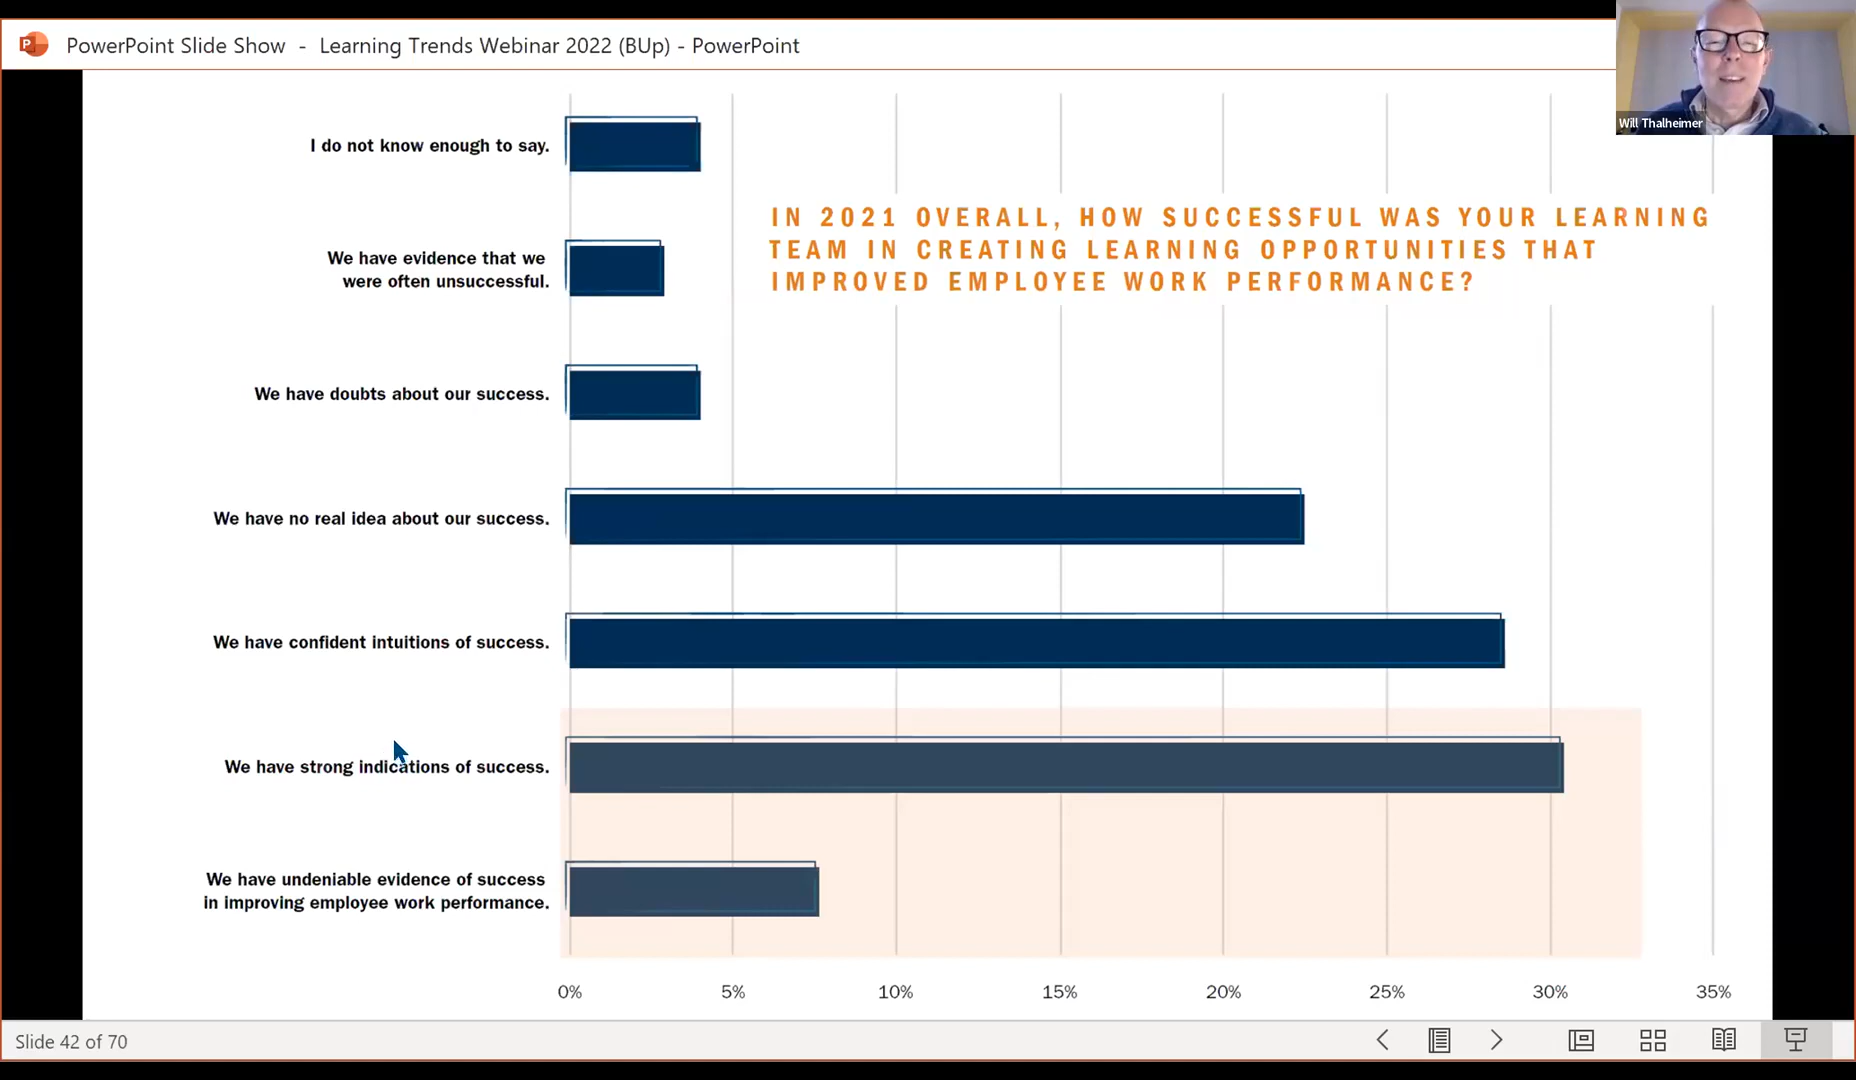 PowerPoint Slide Show - Learning Trends Webinar 2022 (BUp) - PowerPoint
Will Thalheimer
I do not know enough to say.
IN 2021 OVERALL, HOW SUCCESSFUL WAS YOUR LEARNING
TEAM IN CREATING LEARNING OPPORTUNITIES THAT
IMPROVED EMPLOYEE WORK PERFORMANCE?
We have evidence that we
were often unsuccessful.
We have doubts about our success.
We have no real idea about our success.
We have confident intuitions of success.
We have strong indications of success.
We have undeniable evidence of success
in improving employee work performance.
0% 5% 10% 15% 20% 25% 30% 35%
Slide 42 of 70